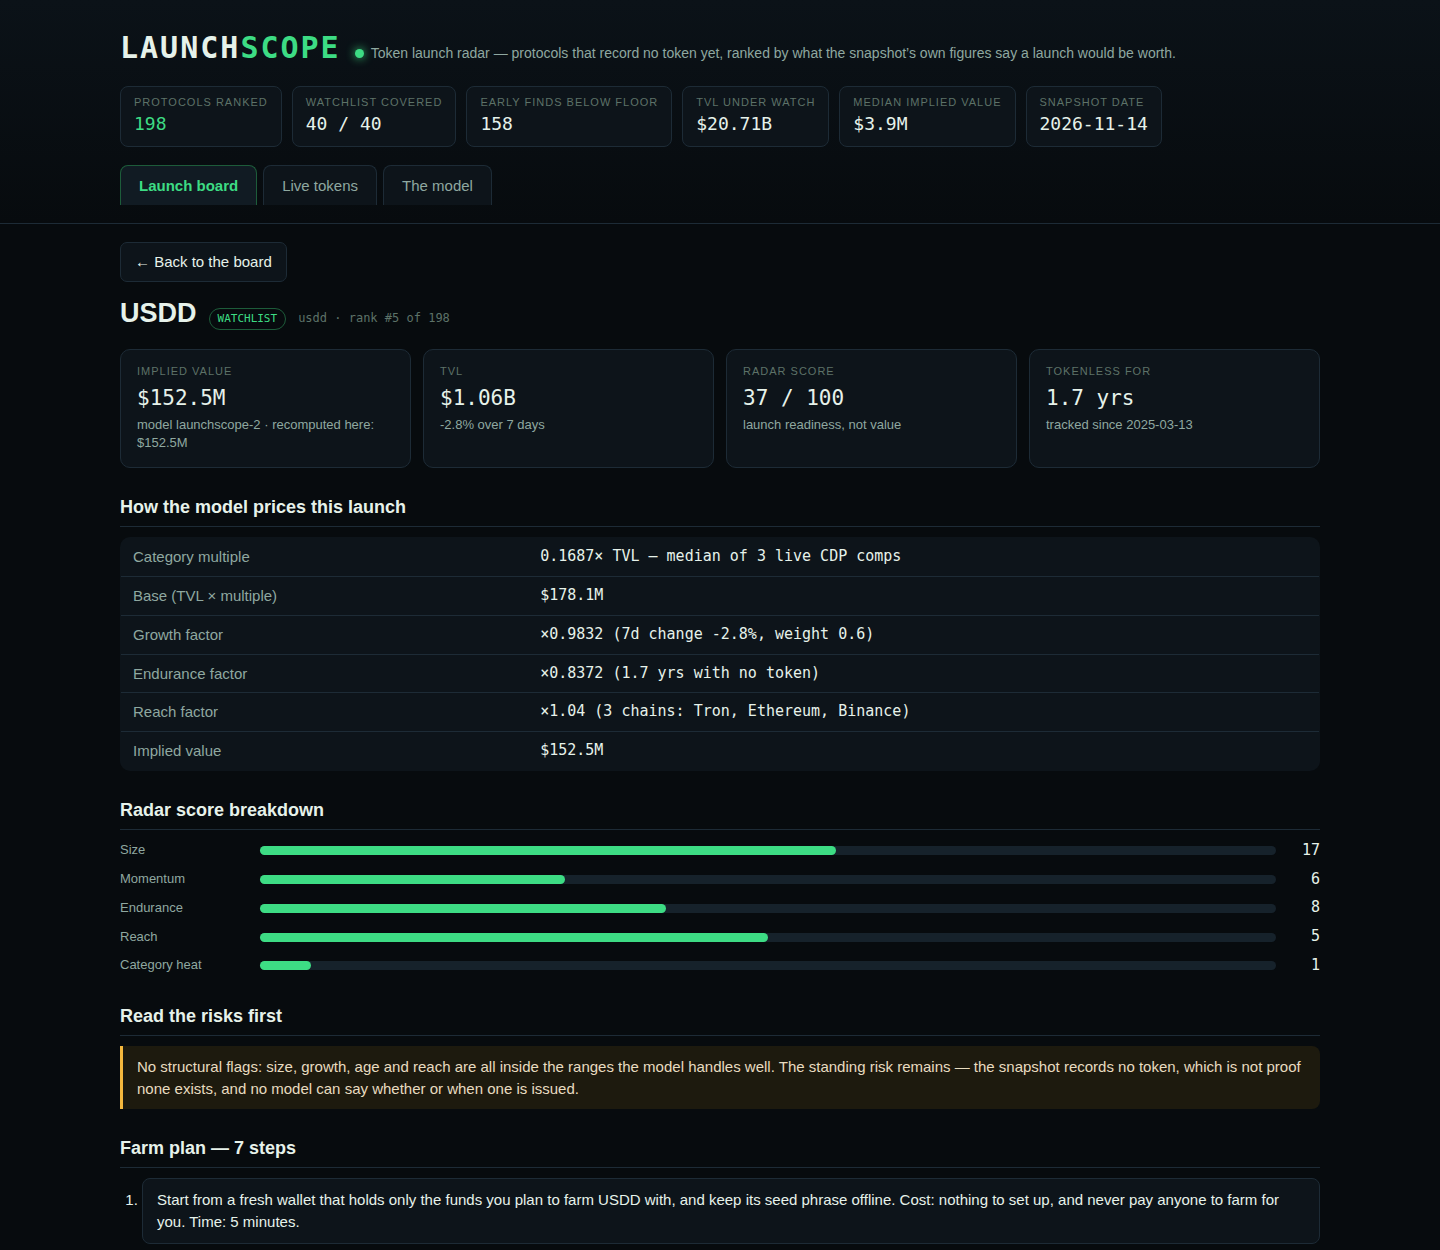 LAUNCHSCOPE Token launch radar — protocols that record no token yet, ranked by what the snapshot's own figures say a launch would be worth.
PROTOCOLS RANKED
198
WATCHLIST COVERED
40 / 40
EARLY FINDS BELOW FLOOR
158
TVL UNDER WATCH
$20.71B
MEDIAN IMPLIED VALUE
$3.9M
SNAPSHOT DATE
2026-11-14
Launch board
Live tokens
The model
← Back to the board
USDD WATCHLIST usdd · rank #5 of 198
IMPLIED VALUE
$152.5M
model launchscope-2 · recomputed here:
$152.5M
TVL
$1.06B
-2.8% over 7 days
RADAR SCORE
37 / 100
launch readiness, not value
TOKENLESS FOR
1.7 yrs
tracked since 2025-03-13
How the model prices this launch
Category multiple 0.1687× TVL — median of 3 live CDP comps
Base (TVL × multiple) $178.1M
Growth factor ×0.9832 (7d change -2.8%, weight 0.6)
Endurance factor ×0.8372 (1.7 yrs with no token)
Reach factor ×1.04 (3 chains: Tron, Ethereum, Binance)
Implied value $152.5M
Radar score breakdown
Size 17
Momentum 6
Endurance 8
Reach 5
Category heat 1
Read the risks first
No structural flags: size, growth, age and reach are all inside the ranges the model handles well. The standing risk remains — the snapshot records no token, which is not proof
none exists, and no model can say whether or when one is issued.
Farm plan — 7 steps
1. Start from a fresh wallet that holds only the funds you plan to farm USDD with, and keep its seed phrase offline. Cost: nothing to set up, and never pay anyone to farm for
you. Time: 5 minutes.